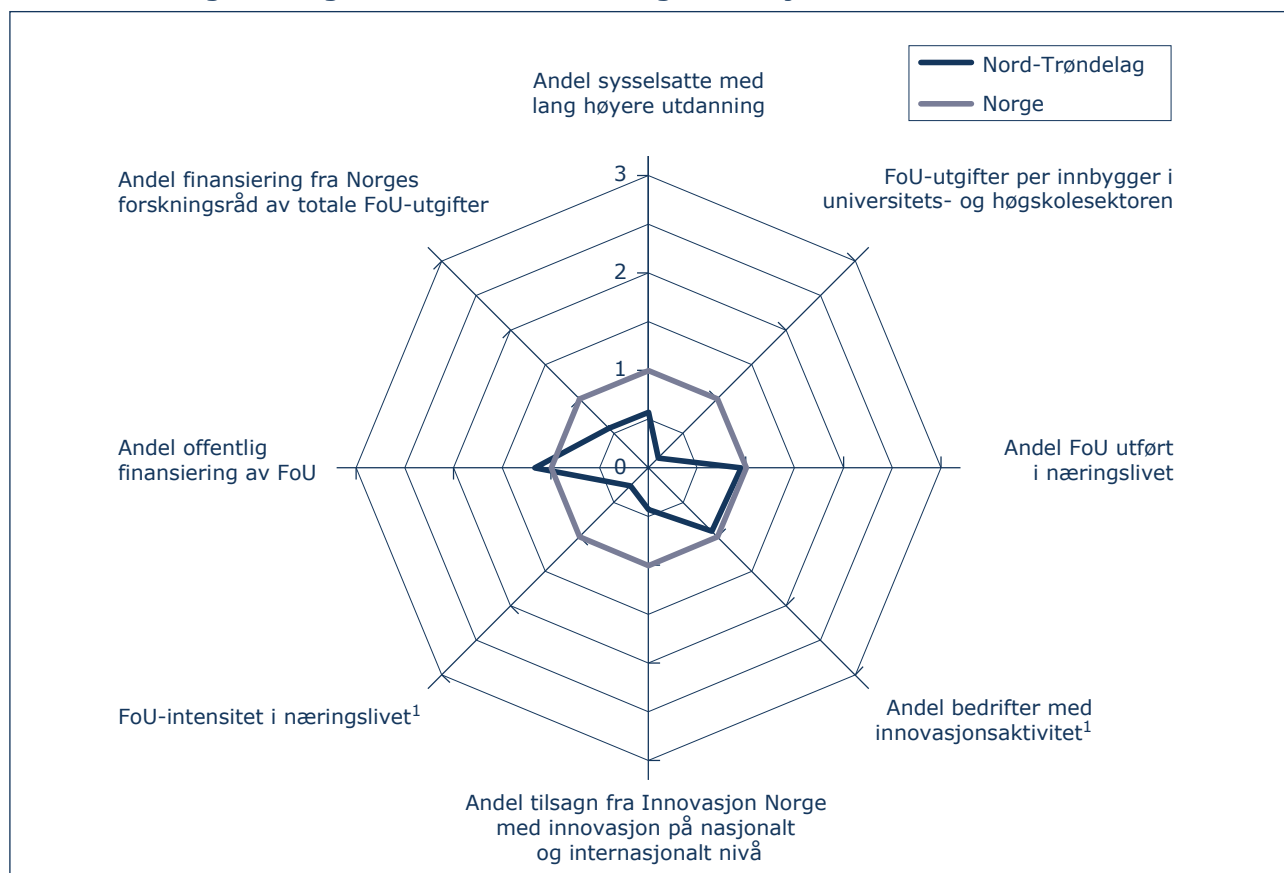 Nord-Trøndelag
Norge
Andel sysselsatte med
lang høyere utdanning
Andel finansiering fra Norges
forskningsråd av totale FoU-utgifter
FoU-utgifter per innbygger i
universitets- og høgskolesektoren
3
2
1
0
Andel offentlig
finansiering av FoU
Andel FoU utført
i næringslivet
FoU-intensitet i næringslivet¹
Andel bedrifter med
innovasjonsaktivitet¹
Andel tilsagn fra Innovasjon Norge
med innovasjon på nasjonalt
og internasjonalt nivå